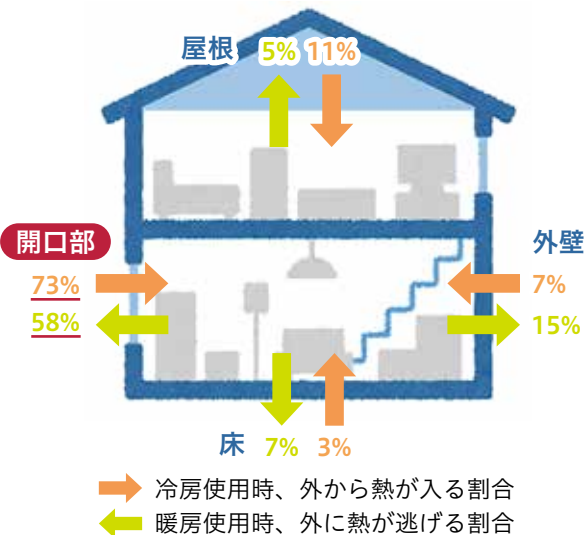 屋根 5% 11%
開口部
外壁
73%
58%
7%
15%
床 7% 3%
冷房使用時、外から熱が入る割合
暖房使用時、外に熱が逃げる割合